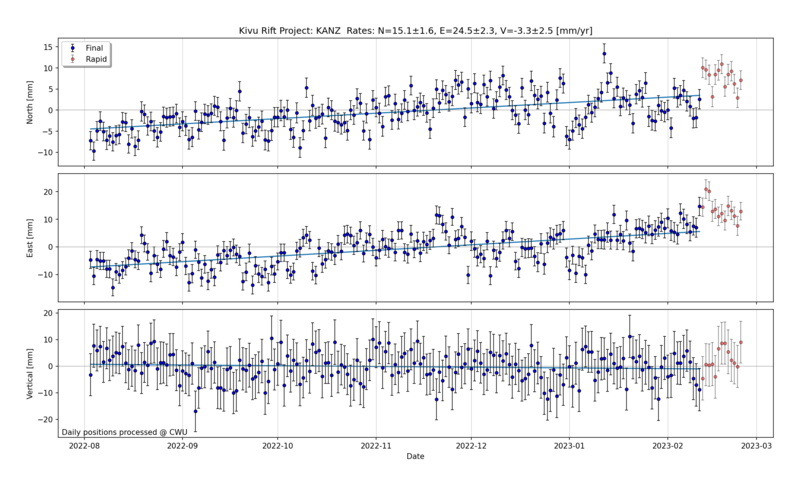 Kivu Rift Project: KANZ  Rates: N=15.1±1.6, E=24.5±2.3, V=-3.3±2.5 [mm/yr]
Final
Rapid
15
10
5
0
−5
−10
North [mm]
20
10
0
−10
East [mm]
20
10
0
−10
−20
Vertical [mm]
Daily positions processed @ CWU
2022-08
2022-09
2022-10
2022-11
2022-12
2023-01
2023-02
2023-03
Date